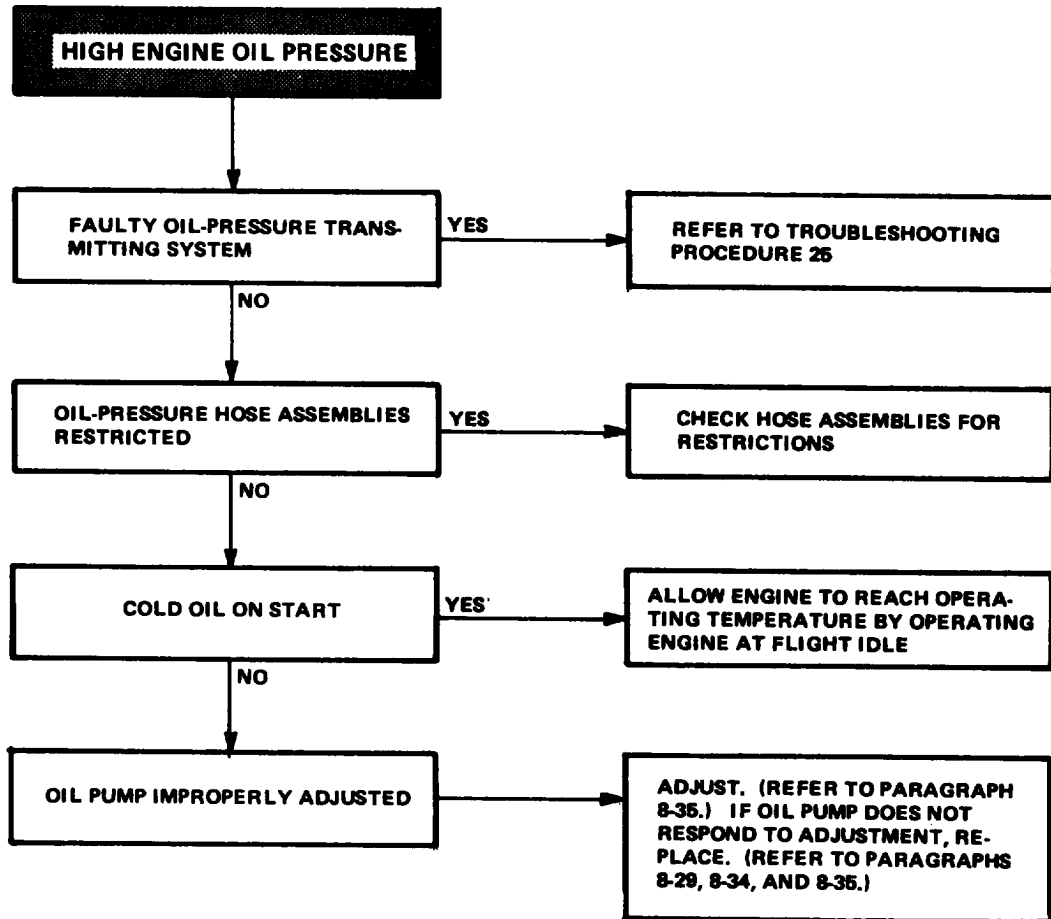 HIGH ENGINE OIL PRESSURE
FAULTY OIL-PRESSURE TRANS-
MITTING SYSTEM
YES
REFER TO TROUBLESHOOTING
PROCEDURE 25
NO
OIL-PRESSURE HOSE ASSEMBLIES
RESTRICTED
YES
CHECK HOSE ASSEMBLIES FOR
RESTRICTIONS
NO
COLD OIL ON START
YES
ALLOW ENGINE TO REACH OPERA-
TING TEMPERATURE BY OPERATING
ENGINE AT FLIGHT IDLE
NO
OIL PUMP IMPROPERLY ADJUSTED
ADJUST. (REFER TO PARAGRAPH
8-35.) IF OIL PUMP DOES NOT
RESPOND TO ADJUSTMENT, RE-
PLACE. (REFER TO PARAGRAPHS
8-29, 8-34, AND 8-35.)